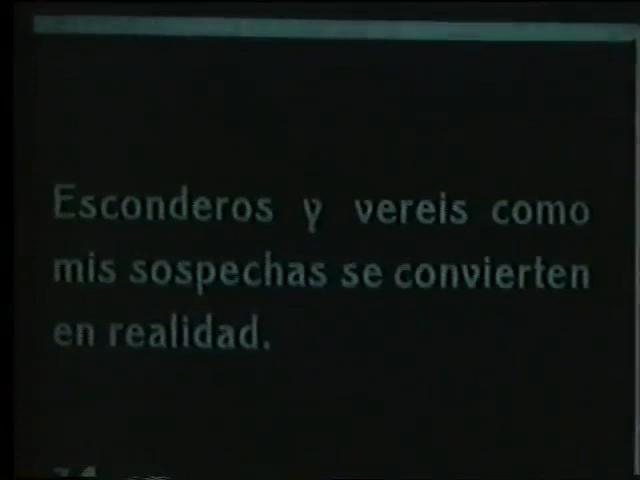 Esconderos y vereis como
mis sospechas se convierten
en realidad.